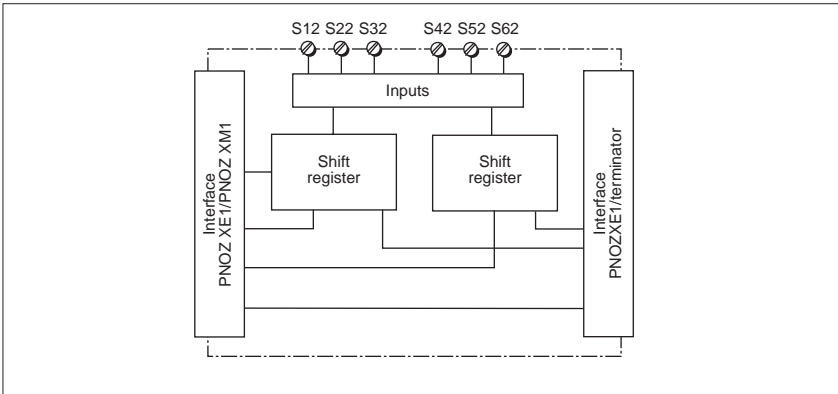 S12 S22 S32 S42 S52 S62
Inputs
Shift
register
Shift
register
Interface
PNOZ XE1/PNOZ XM1
Interface
PNOZXE1/terminator